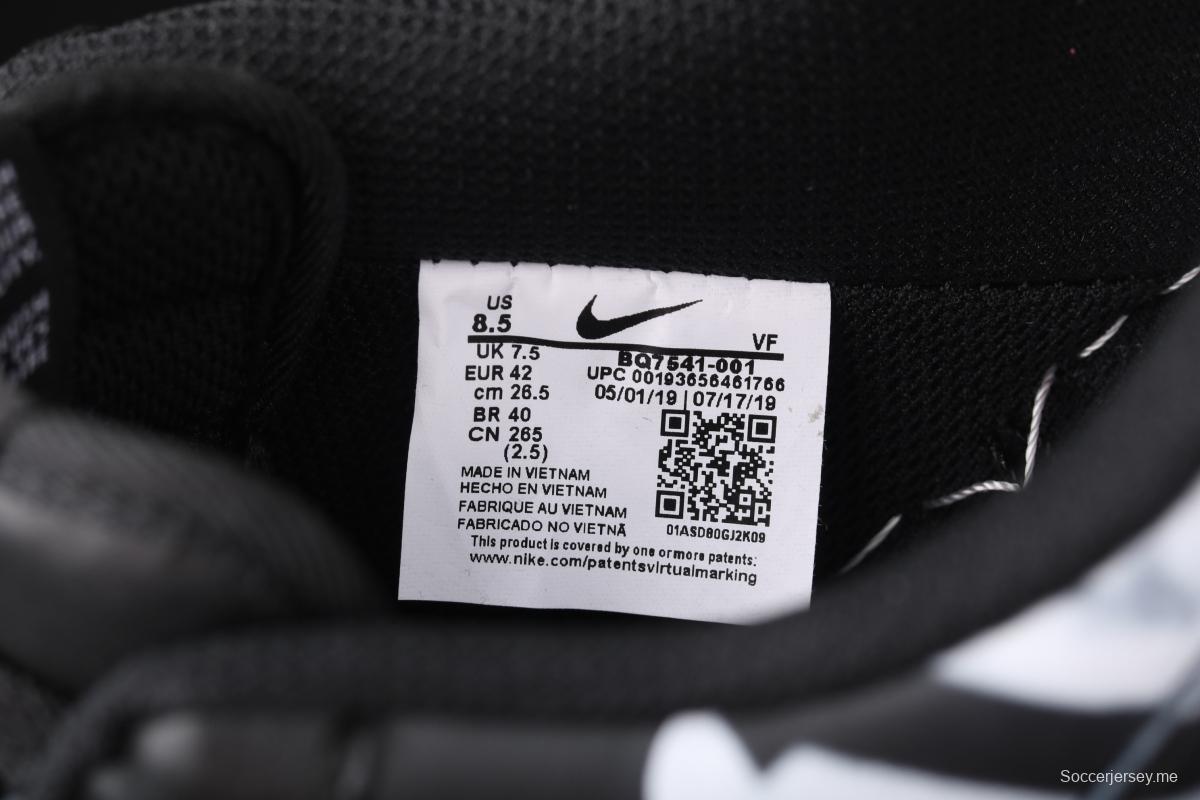 US
8.5
VF
UK 7.5
BQ7541-001
EUR 42
UPC 00193656461766
cm 26.5
05/01/19 | 07/17/19
BR 40
CN 265
(2.5)
MADE IN VIETNAM
HECHO EN VIETNAM
FABRIQUE AU VIETNAM
FABRICADO NO VIETNÃ
01ASD80GJ2K09
This product is covered by one or more patents:
www.nike.com/patentsvirtualmarking
Soccerjersey.me